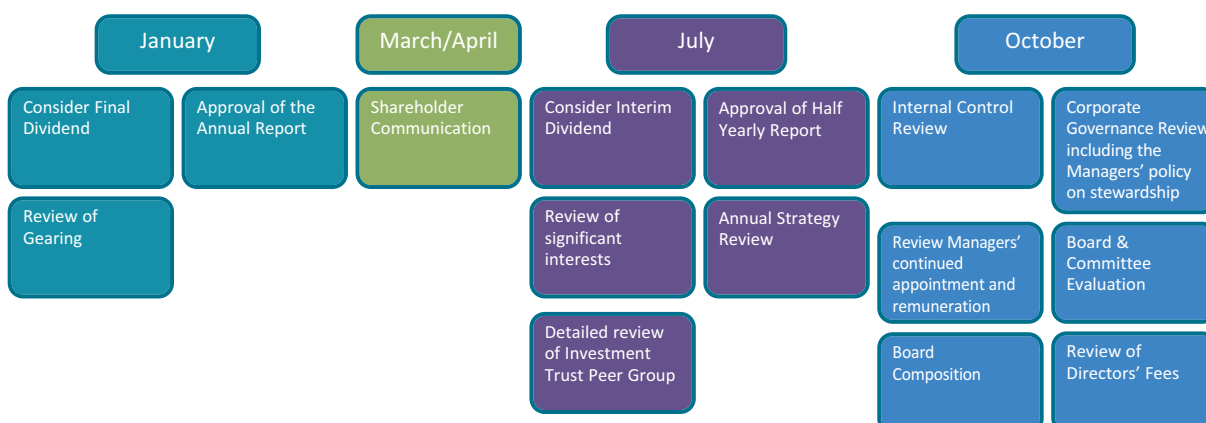 January
March/April
July
October
Consider Final
Dividend
Approval of the
Annual Report
Shareholder
Communication
Consider Interim
Dividend
Approval of Half
Yearly Report
Internal Control
Review
Corporate
Governance Review
including the
Managers’ policy
on stewardship
Review of
Gearing
Review of
significant
interests
Annual Strategy
Review
Review Managers’
continued
appointment and
remuneration
Board &
Committee
Evaluation
Detailed review
of Investment
Trust Peer Group
Board
Composition
Review of
Directors’ Fees